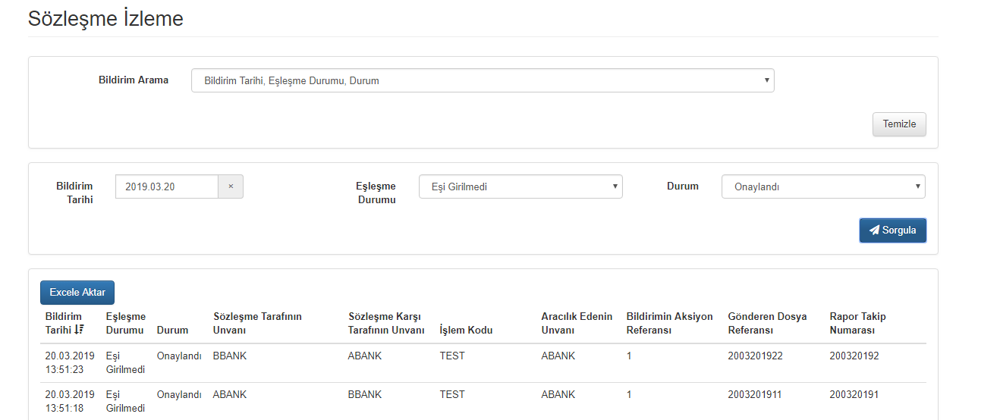 Sözleşme İzleme
Bildirim Arama
Bildirim Tarihi, Eşleşme Durumu, Durum
Temizle
Bildirim Tarihi
2019.03.20
×
Eşleşme Durumu
Eşi Girilmedi
Durum
Onaylandı
Sorgula
Excele Aktar
Bildirim Tarihi Eşleşme Durumu Durum Sözleşme Tarafının Unvanı Sözleşme Karşı Tarafının Unvanı İşlem Kodu Aracılık Edenin Unvanı Bildirimin Aksiyon Referansı Gönderen Dosya Referansı Rapor Takip Numarası
20.03.2019 13:51:23 Eşi Girilmedi Onaylandı BBANK ABANK TEST ABANK 1 2003201922 200320192
20.03.2019 13:51:18 Eşi Girilmedi Onaylandı ABANK BBANK TEST ABANK 1 2003201911 200320191